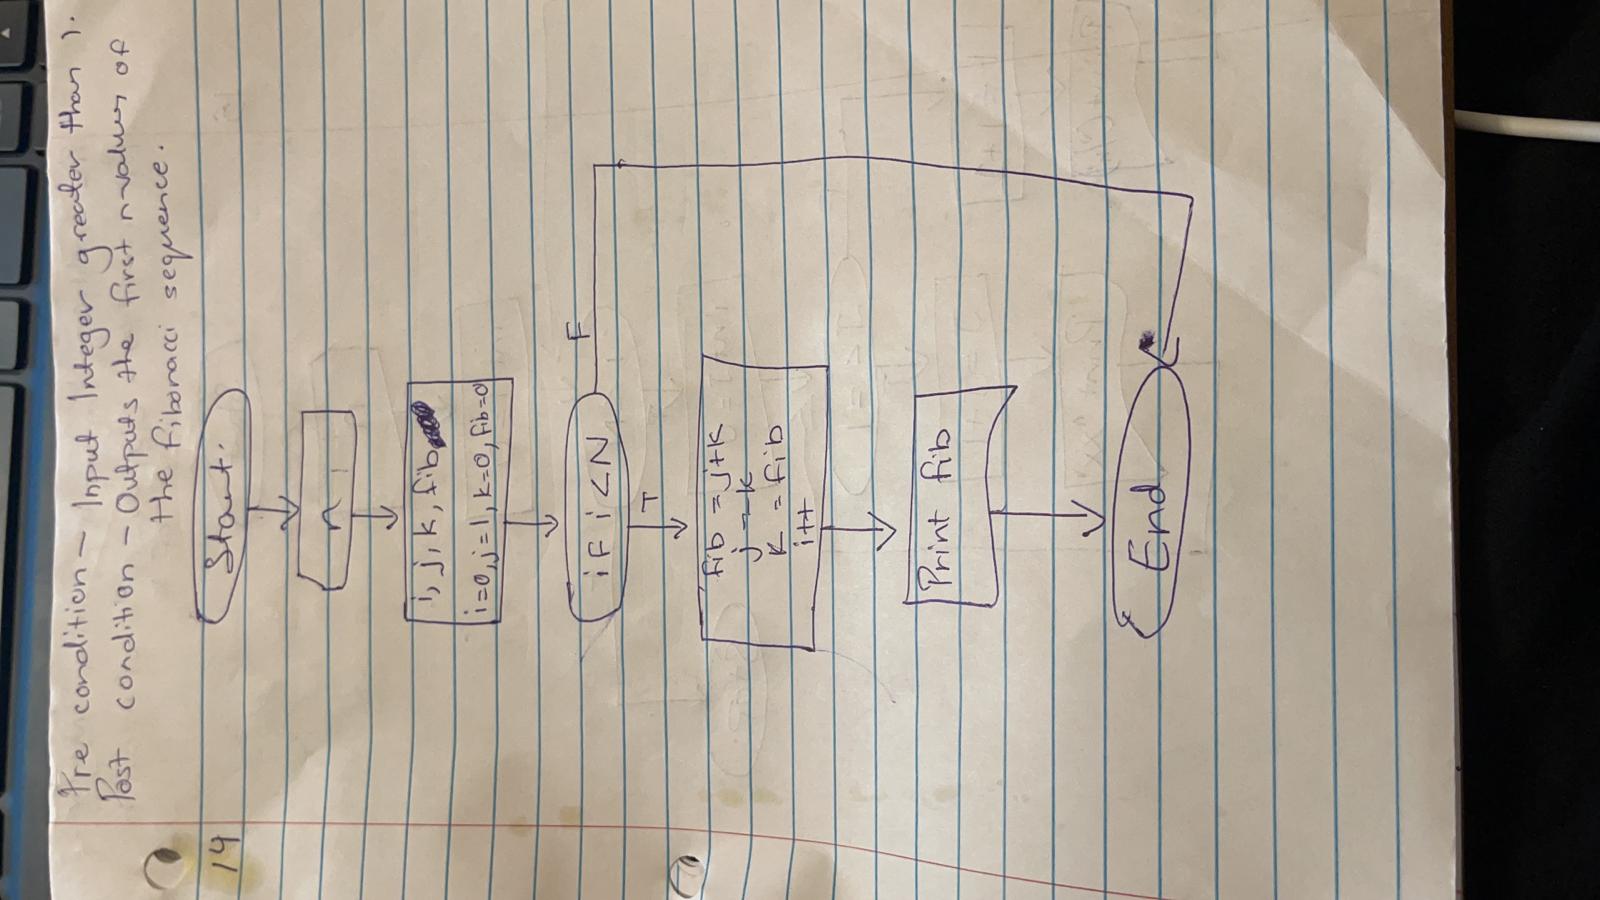 Pre condition - Input Integer greater than 1.
Post condition - Outputs the first n values of
the fibonacci sequence.
14
Start.
n
i, j, k, fib
i=0, j=1, k=0, fib=0
if i < N
F
T
fib = j+k
j = k
k = fib
i++
Print fib
End